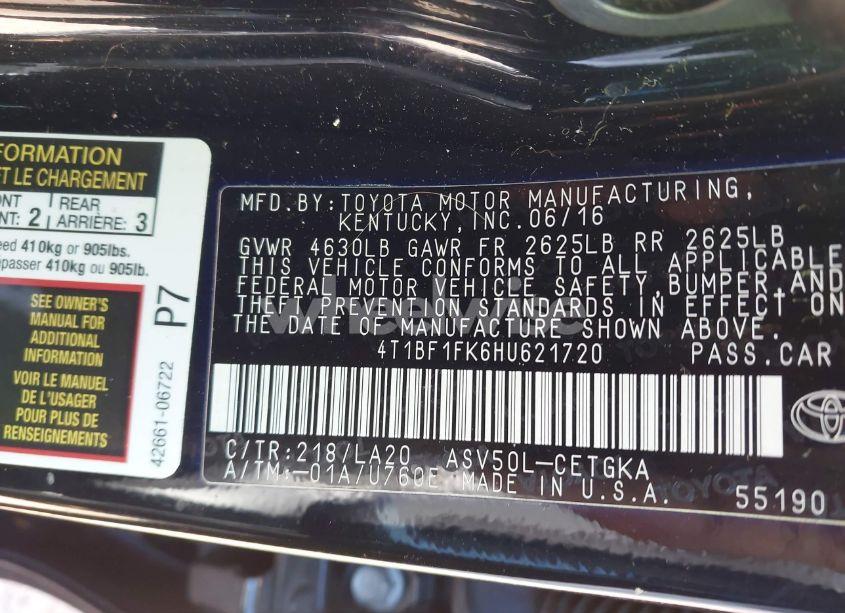 FORMATION
ET LE CHARGEMENT
ONT
NT: 2
REAR
ARRIÈRE: 3
eed 410kg or 905lbs.
épasser 410kg ou 905lb.
SEE OWNER'S
MANUAL FOR
ADDITIONAL
INFORMATION
VOIR LE MANUEL
DE L'USAGER
POUR PLUS DE
RENSEIGNEMENTS
P7
42661-06722
MFD.BY:TOYOTA MOTOR MANUFACTURING,
KENTUCKY,INC.06/16
GVWR 4630LB GAWR FR 2625LB RR 2625LB
THIS VEHICLE CONFORMS TO ALL APPLICABLE
FEDERAL MOTOR VEHICLE SAFETY,BUMPER,AND
THEFT PREVENTION STANDARDS IN EFFECT ON
THE DATE OF MANUFACTURE SHOWN ABOVE.
4T1BF1FK6HU621720 PASS.CAR
C/TR:218/LA20 ASV50L-CETGKA
A/TM:-01A/U760E MADE IN U.S.A.
55190